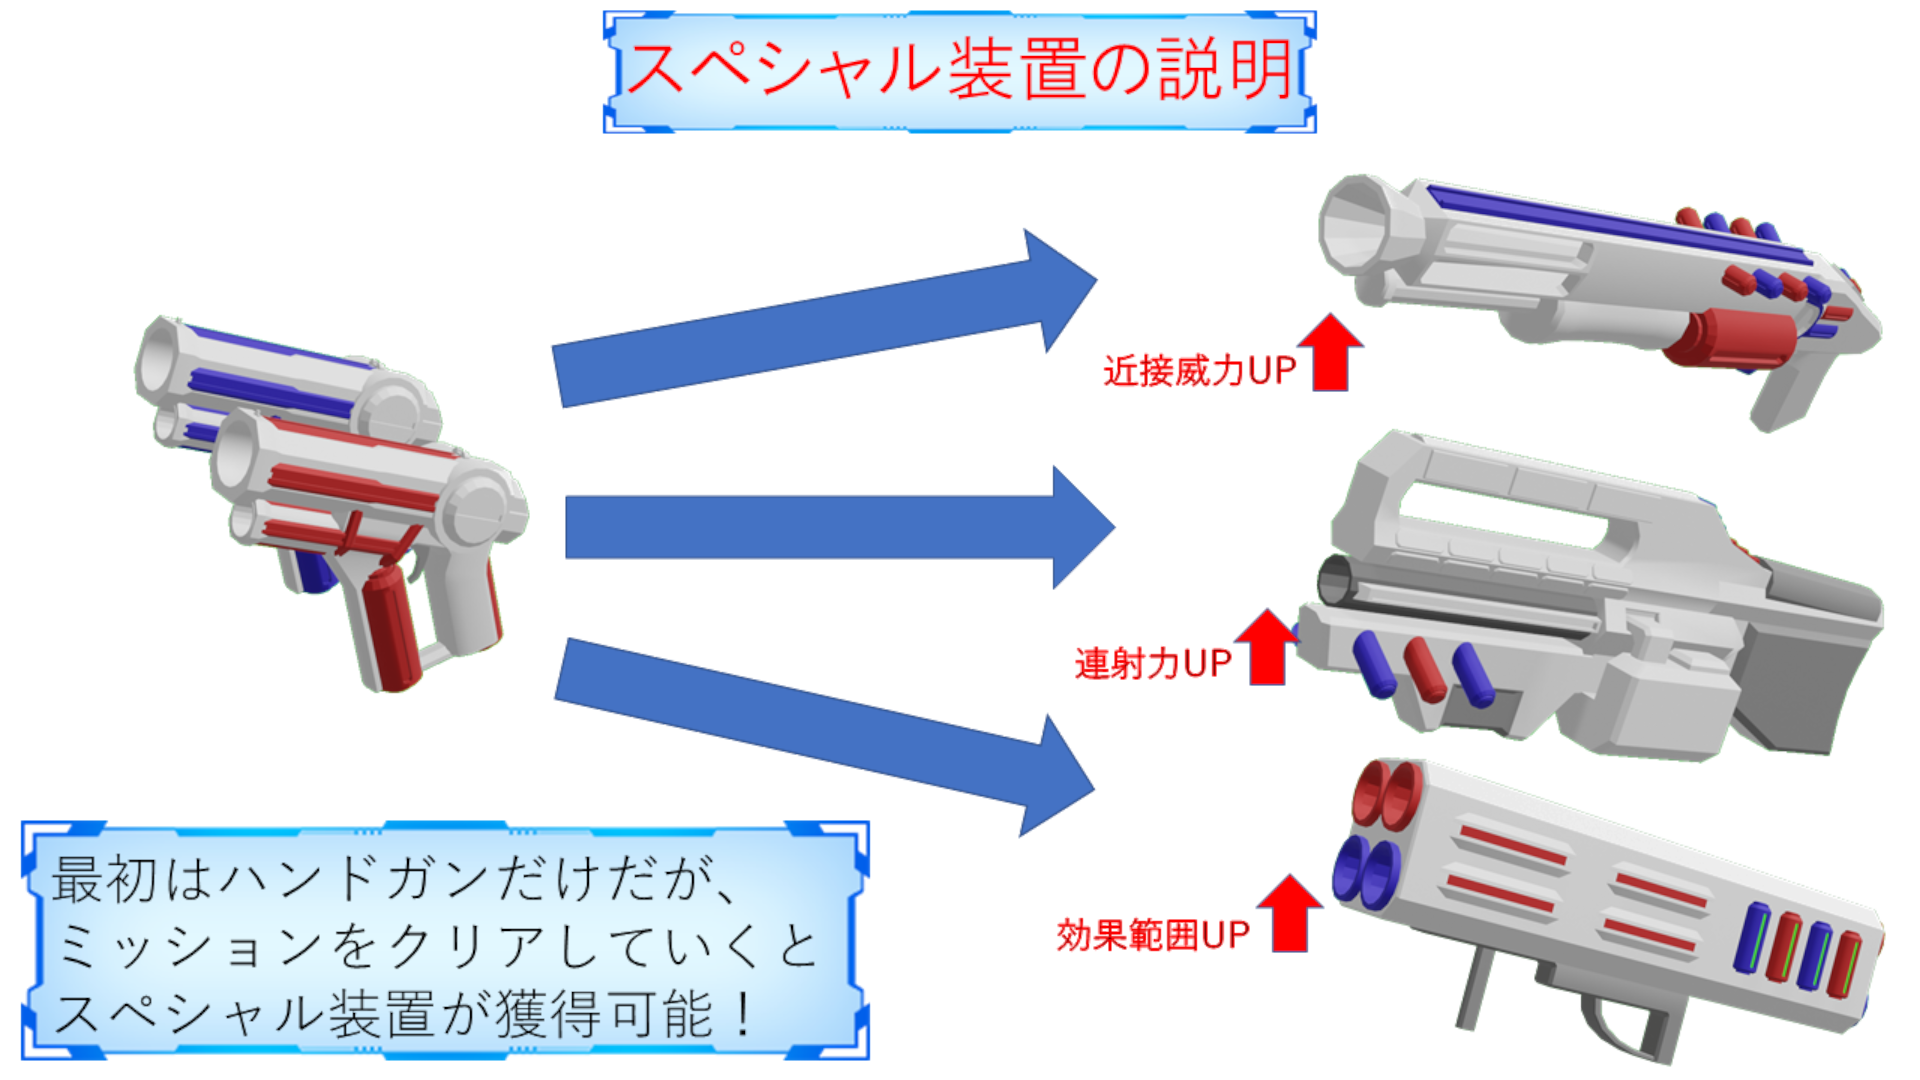 スペシャル装置の説明
近接威力UP
連射力UP
効果範囲UP
最初はハンドガンだけだが、
ミッションをクリアしていくと
スペシャル装置が獲得可能！